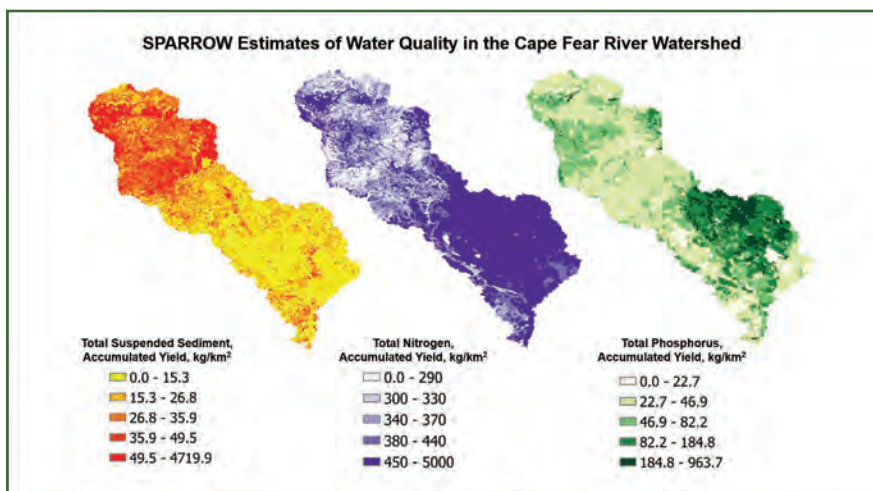 SPARROW Estimates of Water Quality in the Cape Fear River Watershed
Total Suspended Sediment,
Accumulated Yield, kg/km²
0.0 - 15.3
15.3 - 26.8
26.8 - 35.9
35.9 - 49.5
49.5 - 4719.9
Total Nitrogen,
Accumulated Yield, kg/km²
0.0 - 290
300 - 330
340 - 370
380 - 440
450 - 5000
Total Phosphorus,
Accumulated Yield, kg/km²
0.0 - 22.7
22.7 - 46.9
46.9 - 82.2
82.2 - 184.8
184.8 - 963.7